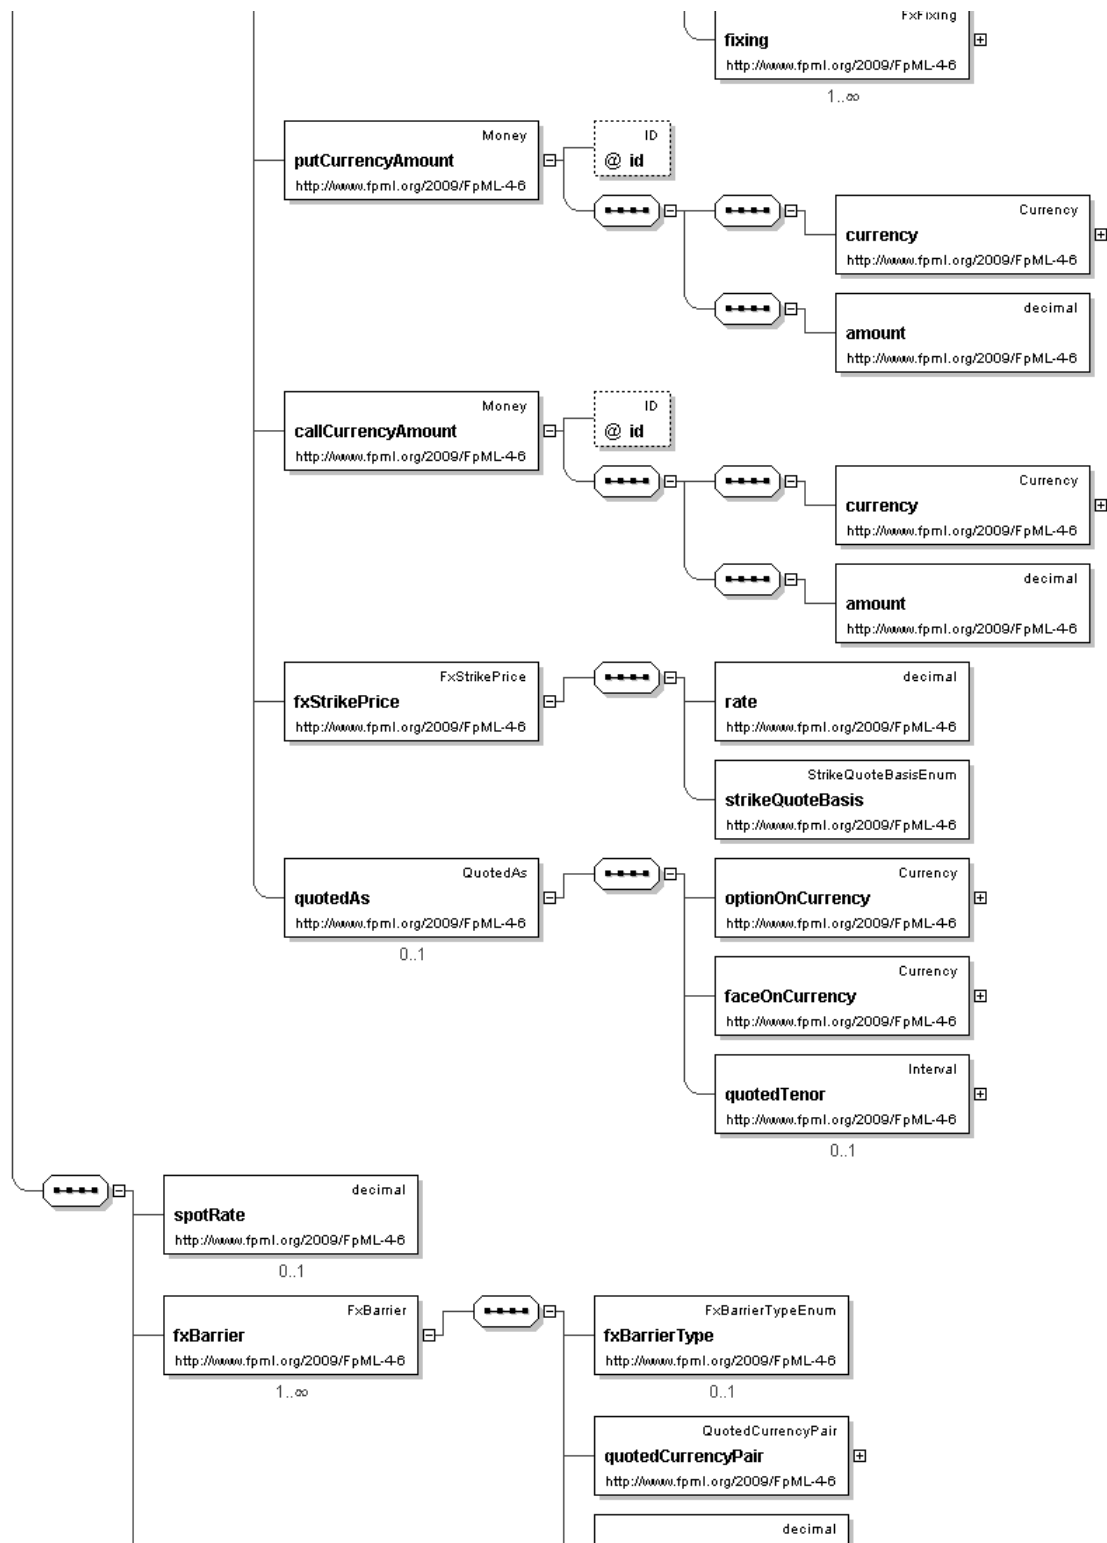 FxFixing
fixing
http://www.fpml.org/2009/FpML-4-6
1..∞
Money
putCurrencyAmount
http://www.fpml.org/2009/FpML-4-6
ID
@ id
Currency
currency
http://www.fpml.org/2009/FpML-4-6
decimal
amount
http://www.fpml.org/2009/FpML-4-6
Money
callCurrencyAmount
http://www.fpml.org/2009/FpML-4-6
ID
@ id
Currency
currency
http://www.fpml.org/2009/FpML-4-6
decimal
amount
http://www.fpml.org/2009/FpML-4-6
FxStrikePrice
fxStrikePrice
http://www.fpml.org/2009/FpML-4-6
decimal
rate
http://www.fpml.org/2009/FpML-4-6
StrikeQuoteBasisEnum
strikeQuoteBasis
http://www.fpml.org/2009/FpML-4-6
QuotedAs
quotedAs
http://www.fpml.org/2009/FpML-4-6
0..1
Currency
optionOnCurrency
http://www.fpml.org/2009/FpML-4-6
Currency
faceOnCurrency
http://www.fpml.org/2009/FpML-4-6
Interval
quotedTenor
http://www.fpml.org/2009/FpML-4-6
0..1
decimal
spotRate
http://www.fpml.org/2009/FpML-4-6
0..1
FxBarrier
fxBarrier
http://www.fpml.org/2009/FpML-4-6
1..∞
FxBarrierTypeEnum
fxBarrierType
http://www.fpml.org/2009/FpML-4-6
0..1
QuotedCurrencyPair
quotedCurrencyPair
http://www.fpml.org/2009/FpML-4-6
decimal